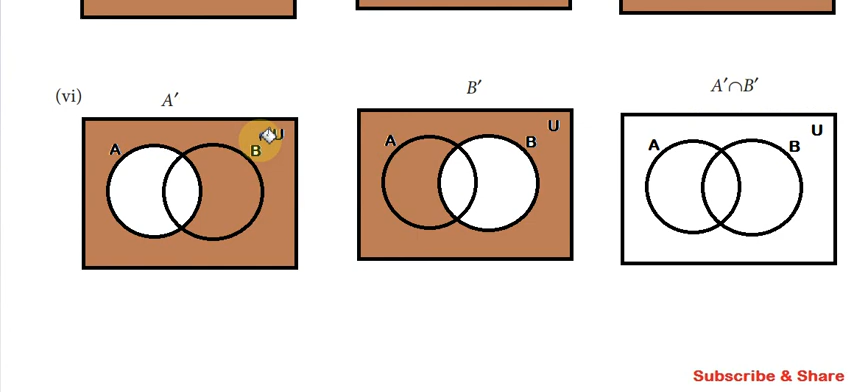 (vi) A′ B′ A′∩B′
A B U
A B U
A B U
Subscribe & Share